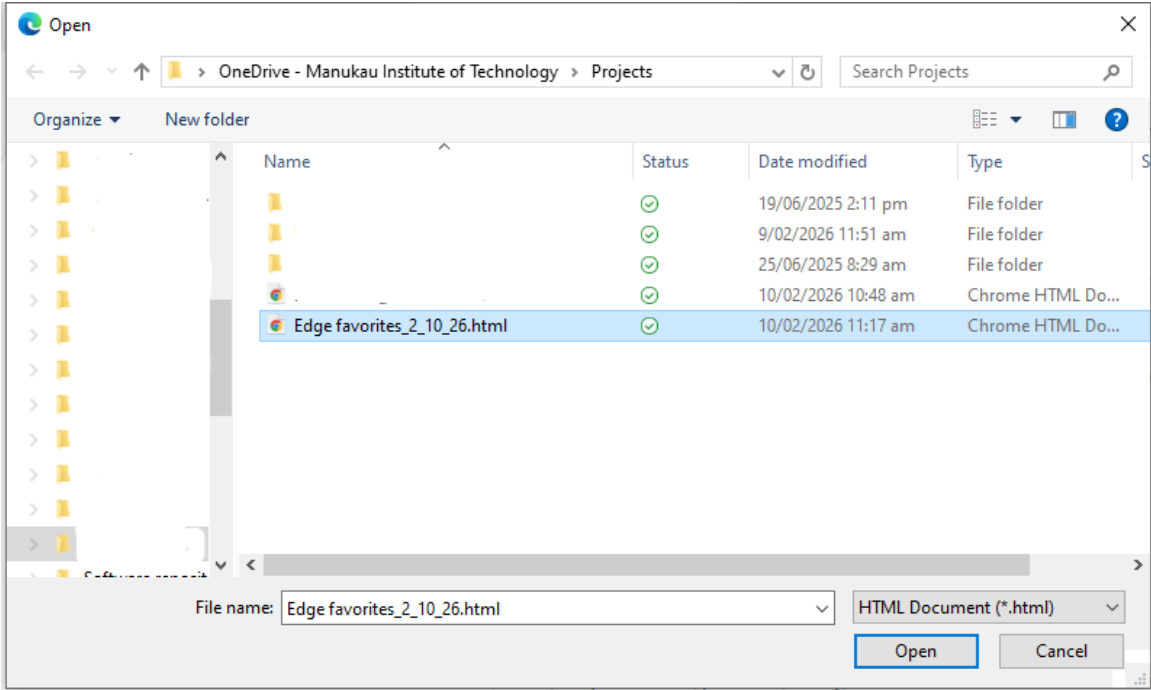 Open
OneDrive - Manukau Institute of Technology > Projects
Search Projects
Organize
New folder
?
Name
Status
Date modified
Type
S
19/06/2025 2:11 pm
File folder
9/02/2026 11:51 am
File folder
25/06/2025 8:29 am
File folder
10/02/2026 10:48 am
Chrome HTML Do...
Edge favorites_2_10_26.html
10/02/2026 11:17 am
Chrome HTML Do...
File name:
Edge favorites_2_10_26.html
HTML Document (*.html)
Open
Cancel